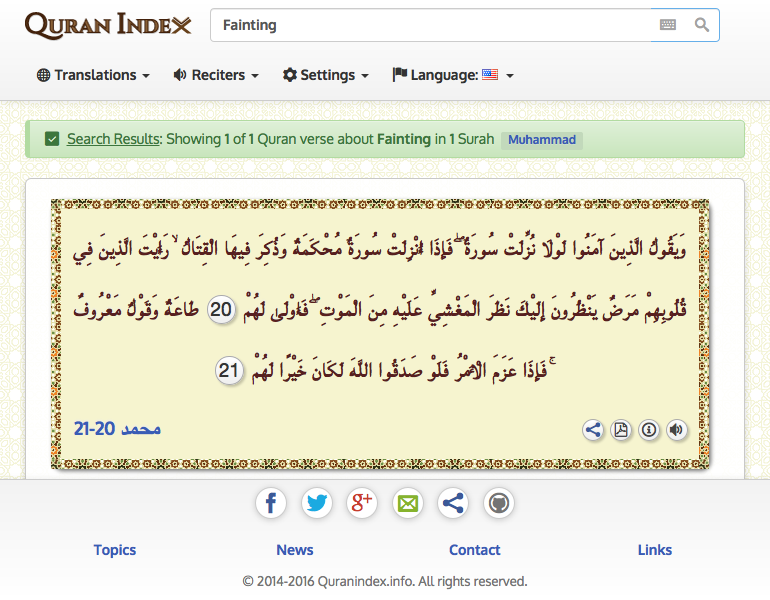 QURAN INDEX
Fainting
Translations Reciters Settings Language:
Search Results: Showing 1 of 1 Quran verse about Fainting in 1 Surah Muhammad
وَيَقُولُ الَّذِينَ آمَنُوا لَوْلَا نُزِّلَتْ سُورَةٌ ۖ فَإِذَا أُنْزِلَتْ سُورَةٌ مُحْكَمَةٌ وَذُكِرَ فِيهَا الْقِتَالُ ۙ رَأَيْتَ الَّذِينَ فِي
قُلُوبِهِمْ مَرَضٌ يَنْظُرُونَ إِلَيْكَ نَظَرَ الْمَغْشِيِّ عَلَيْهِ مِنَ الْمَوْتِ ۖ فَأَوْلَىٰ لَهُمْ 20 طَاعَةٌ وَقَوْلٌ مَعْرُوفٌ
ۚ فَإِذَا عَزَمَ الْأَمْرُ فَلَوْ صَدَقُوا اللَّهَ لَكَانَ خَيْرًا لَهُمْ 21
محمد 20-21
Topics News Contact Links
© 2014-2016 Quranindex.info. All rights reserved.